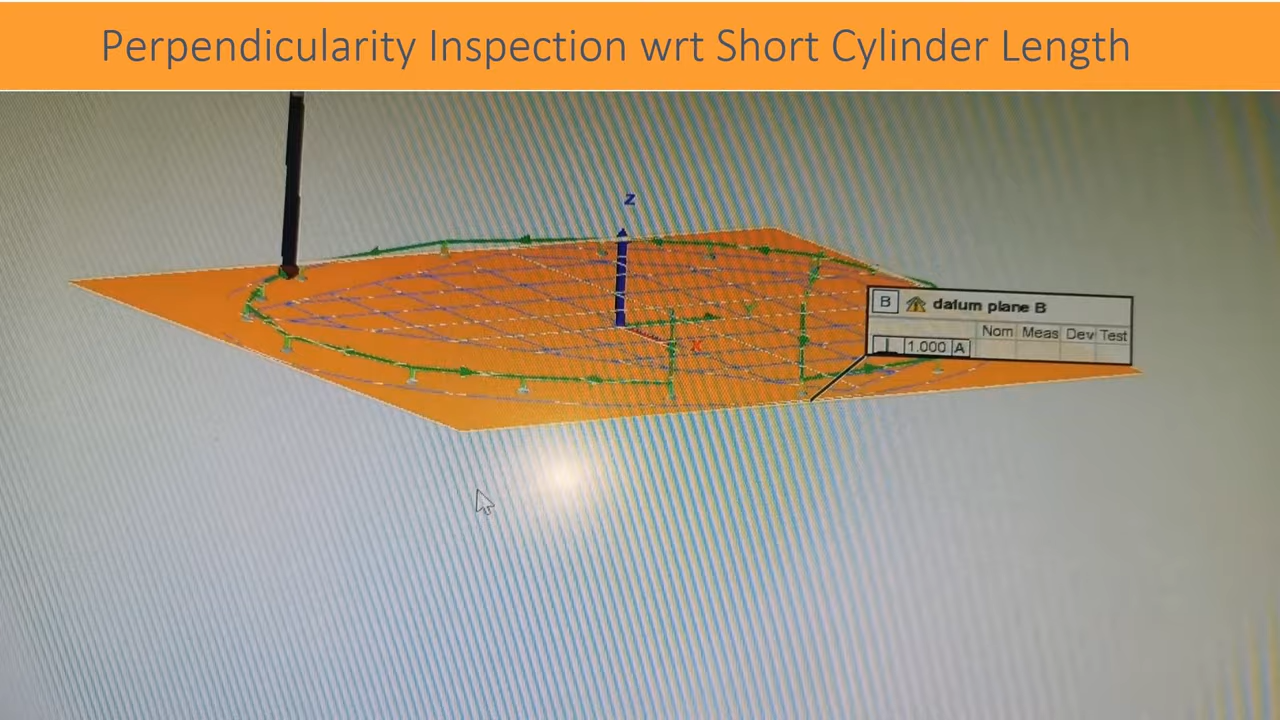 Perpendicularity Inspection wrt Short Cylinder Length
Z
X
Y
B datum plane B
Nom Meas Dev Test
⊥ 1.000 A